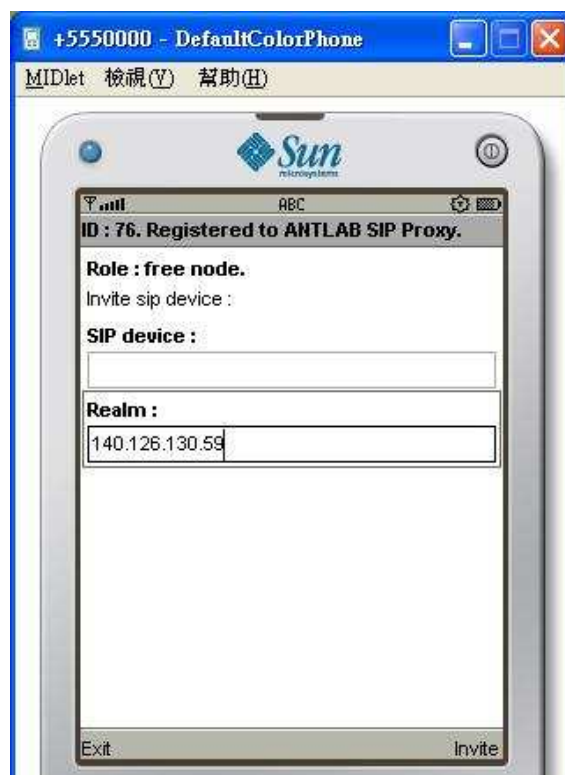 +5550000 - DefaultColorPhone
MIDlet 檢視(V) 幫助(H)
Sun
microsystems
ABC
ID : 76. Registered to ANTLAB SIP Proxy.
Role : free node.
Invite sip device :
SIP device :
Realm :
140.126.130.59
Exit Invite